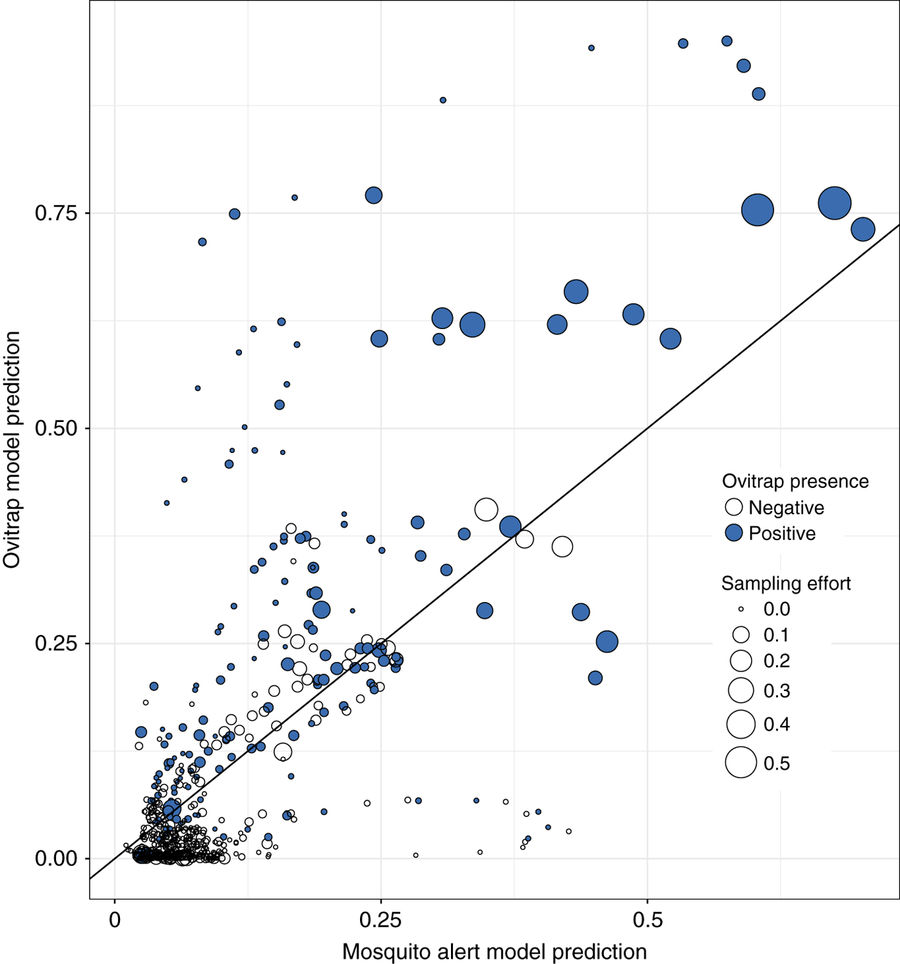 Ovitrap model prediction
0.75
0.50
0.25
0.00
0
0.25
0.5
Mosquito alert model prediction
Ovitrap presence
Negative
Positive
Sampling effort
0.0
0.1
0.2
0.3
0.4
0.5